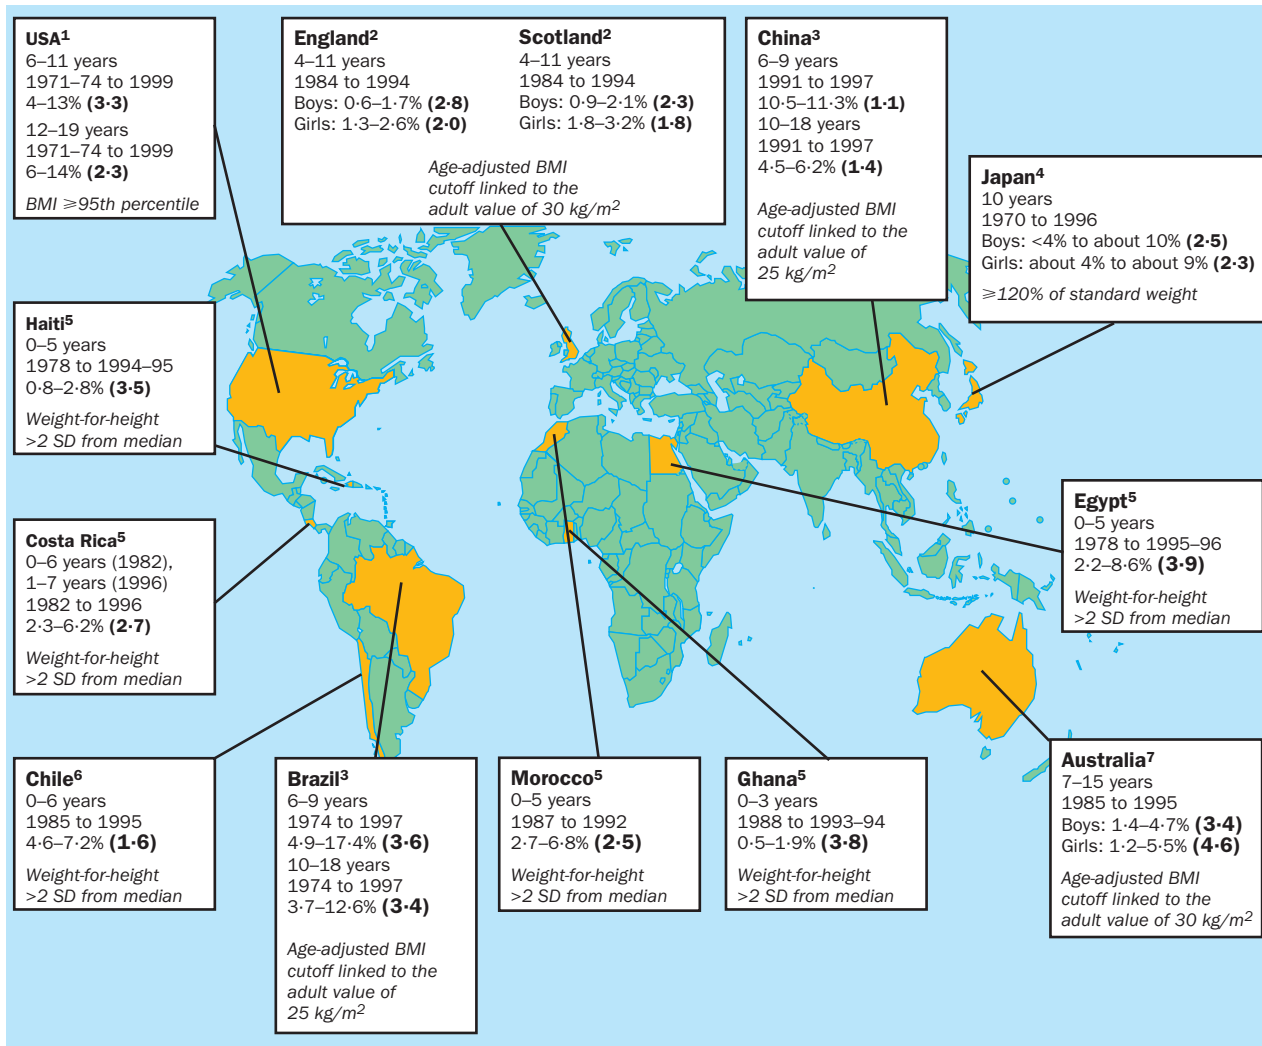 USA1
6–11 years
1971–74 to 1999
4–13% (3·3)
12–19 years
1971–74 to 1999
6–14% (2·3)
BMI ⩾95th percentile
England2
4–11 years
1984 to 1994
Boys: 0·6–1·7% (2·8)
Girls: 1·3–2·6% (2·0)
Scotland2
4–11 years
1984 to 1994
Boys: 0·9–2·1% (2·3)
Girls: 1·8–3·2% (1·8)
Age-adjusted BMI
cutoff linked to the
adult value of 30 kg/m2
China3
6–9 years
1991 to 1997
10·5–11·3% (1·1)
10–18 years
1991 to 1997
4·5–6·2% (1·4)
Age-adjusted BMI
cutoff linked to the
adult value of
25 kg/m2
Japan4
10 years
1970 to 1996
Boys: <4% to about 10% (2·5)
Girls: about 4% to about 9% (2·3)
⩾120% of standard weight
Haiti5
0–5 years
1978 to 1994–95
0·8–2·8% (3·5)
Weight-for-height
>2 SD from median
Costa Rica5
0–6 years (1982),
1–7 years (1996)
1982 to 1996
2·3–6·2% (2·7)
Weight-for-height
>2 SD from median
Egypt5
0–5 years
1978 to 1995–96
2·2–8·6% (3·9)
Weight-for-height
>2 SD from median
Chile6
0–6 years
1985 to 1995
4·6–7·2% (1·6)
Weight-for-height
>2 SD from median
Brazil3
6–9 years
1974 to 1997
4·9–17·4% (3·6)
10–18 years
1974 to 1997
3·7–12·6% (3·4)
Age-adjusted BMI
cutoff linked to the
adult value of
25 kg/m2
Morocco5
0–5 years
1987 to 1992
2·7–6·8% (2·5)
Weight-for-height
>2 SD from median
Ghana5
0–3 years
1988 to 1993–94
0·5–1·9% (3·8)
Weight-for-height
>2 SD from median
Australia7
7–15 years
1985 to 1995
Boys: 1·4–4·7% (3·4)
Girls: 1·2–5·5% (4·6)
Age-adjusted BMI
cutoff linked to the
adult value of 30 kg/m2